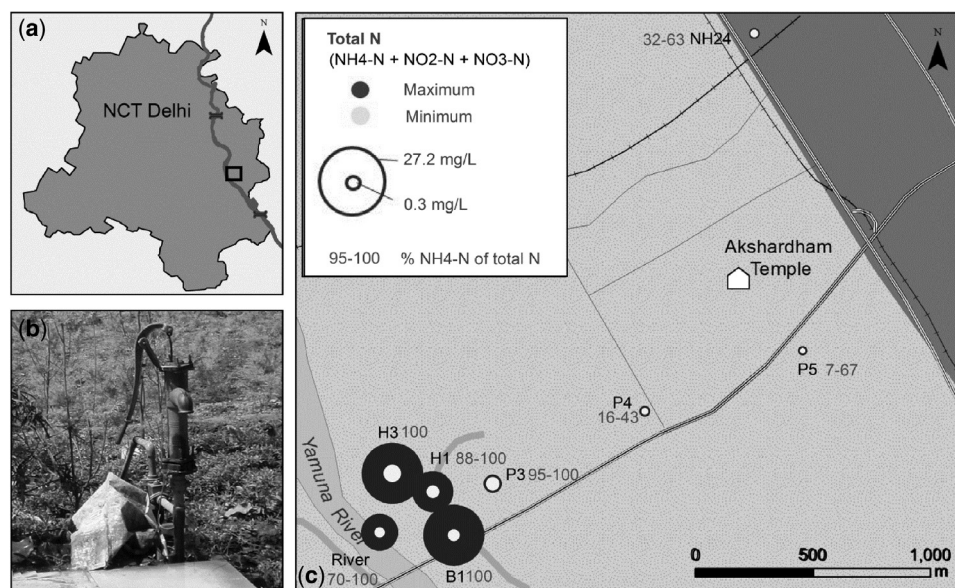 (a)
N
NCT Delhi
(b)
Total N
(NH4-N + NO2-N + NO3-N)
Maximum
Minimum
27.2 mg/L
0.3 mg/L
95-100 % NH4-N of total N
32-63 NH24
N
Akshardham
Temple
P5 7-67
P4
16-43
H3 100
H1 88-100
P3 95-100
Yamuna River
River
70-100
B1 100
(c)
0 500 1,000
m